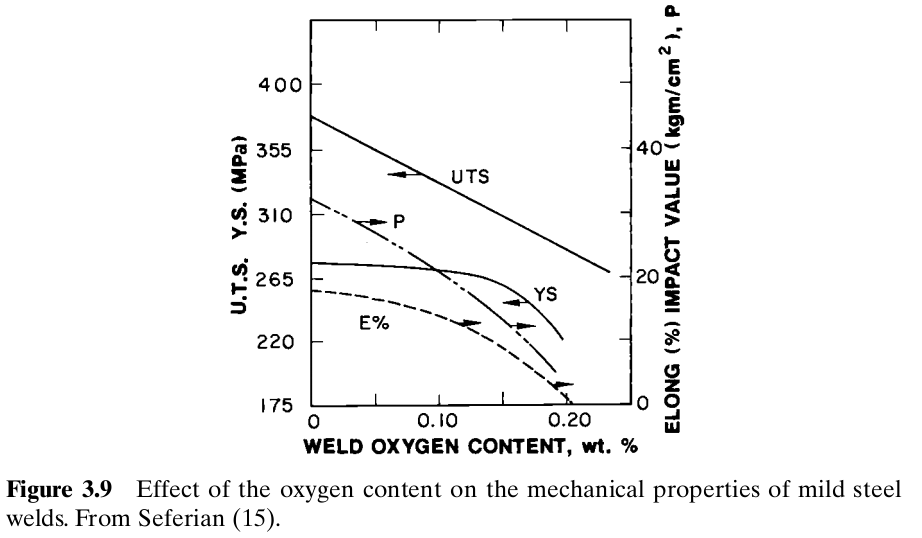 U.T.S. Y.S. (MPa)
400
355
310
265
220
175
UTS
P
YS
E%
40
20
0
ELONG (%) IMPACT VALUE (kgm/cm²), P
0 0.10 0.20
WELD OXYGEN CONTENT, wt. %
Figure 3.9 Effect of the oxygen content on the mechanical properties of mild steel
welds. From Seferian (15).